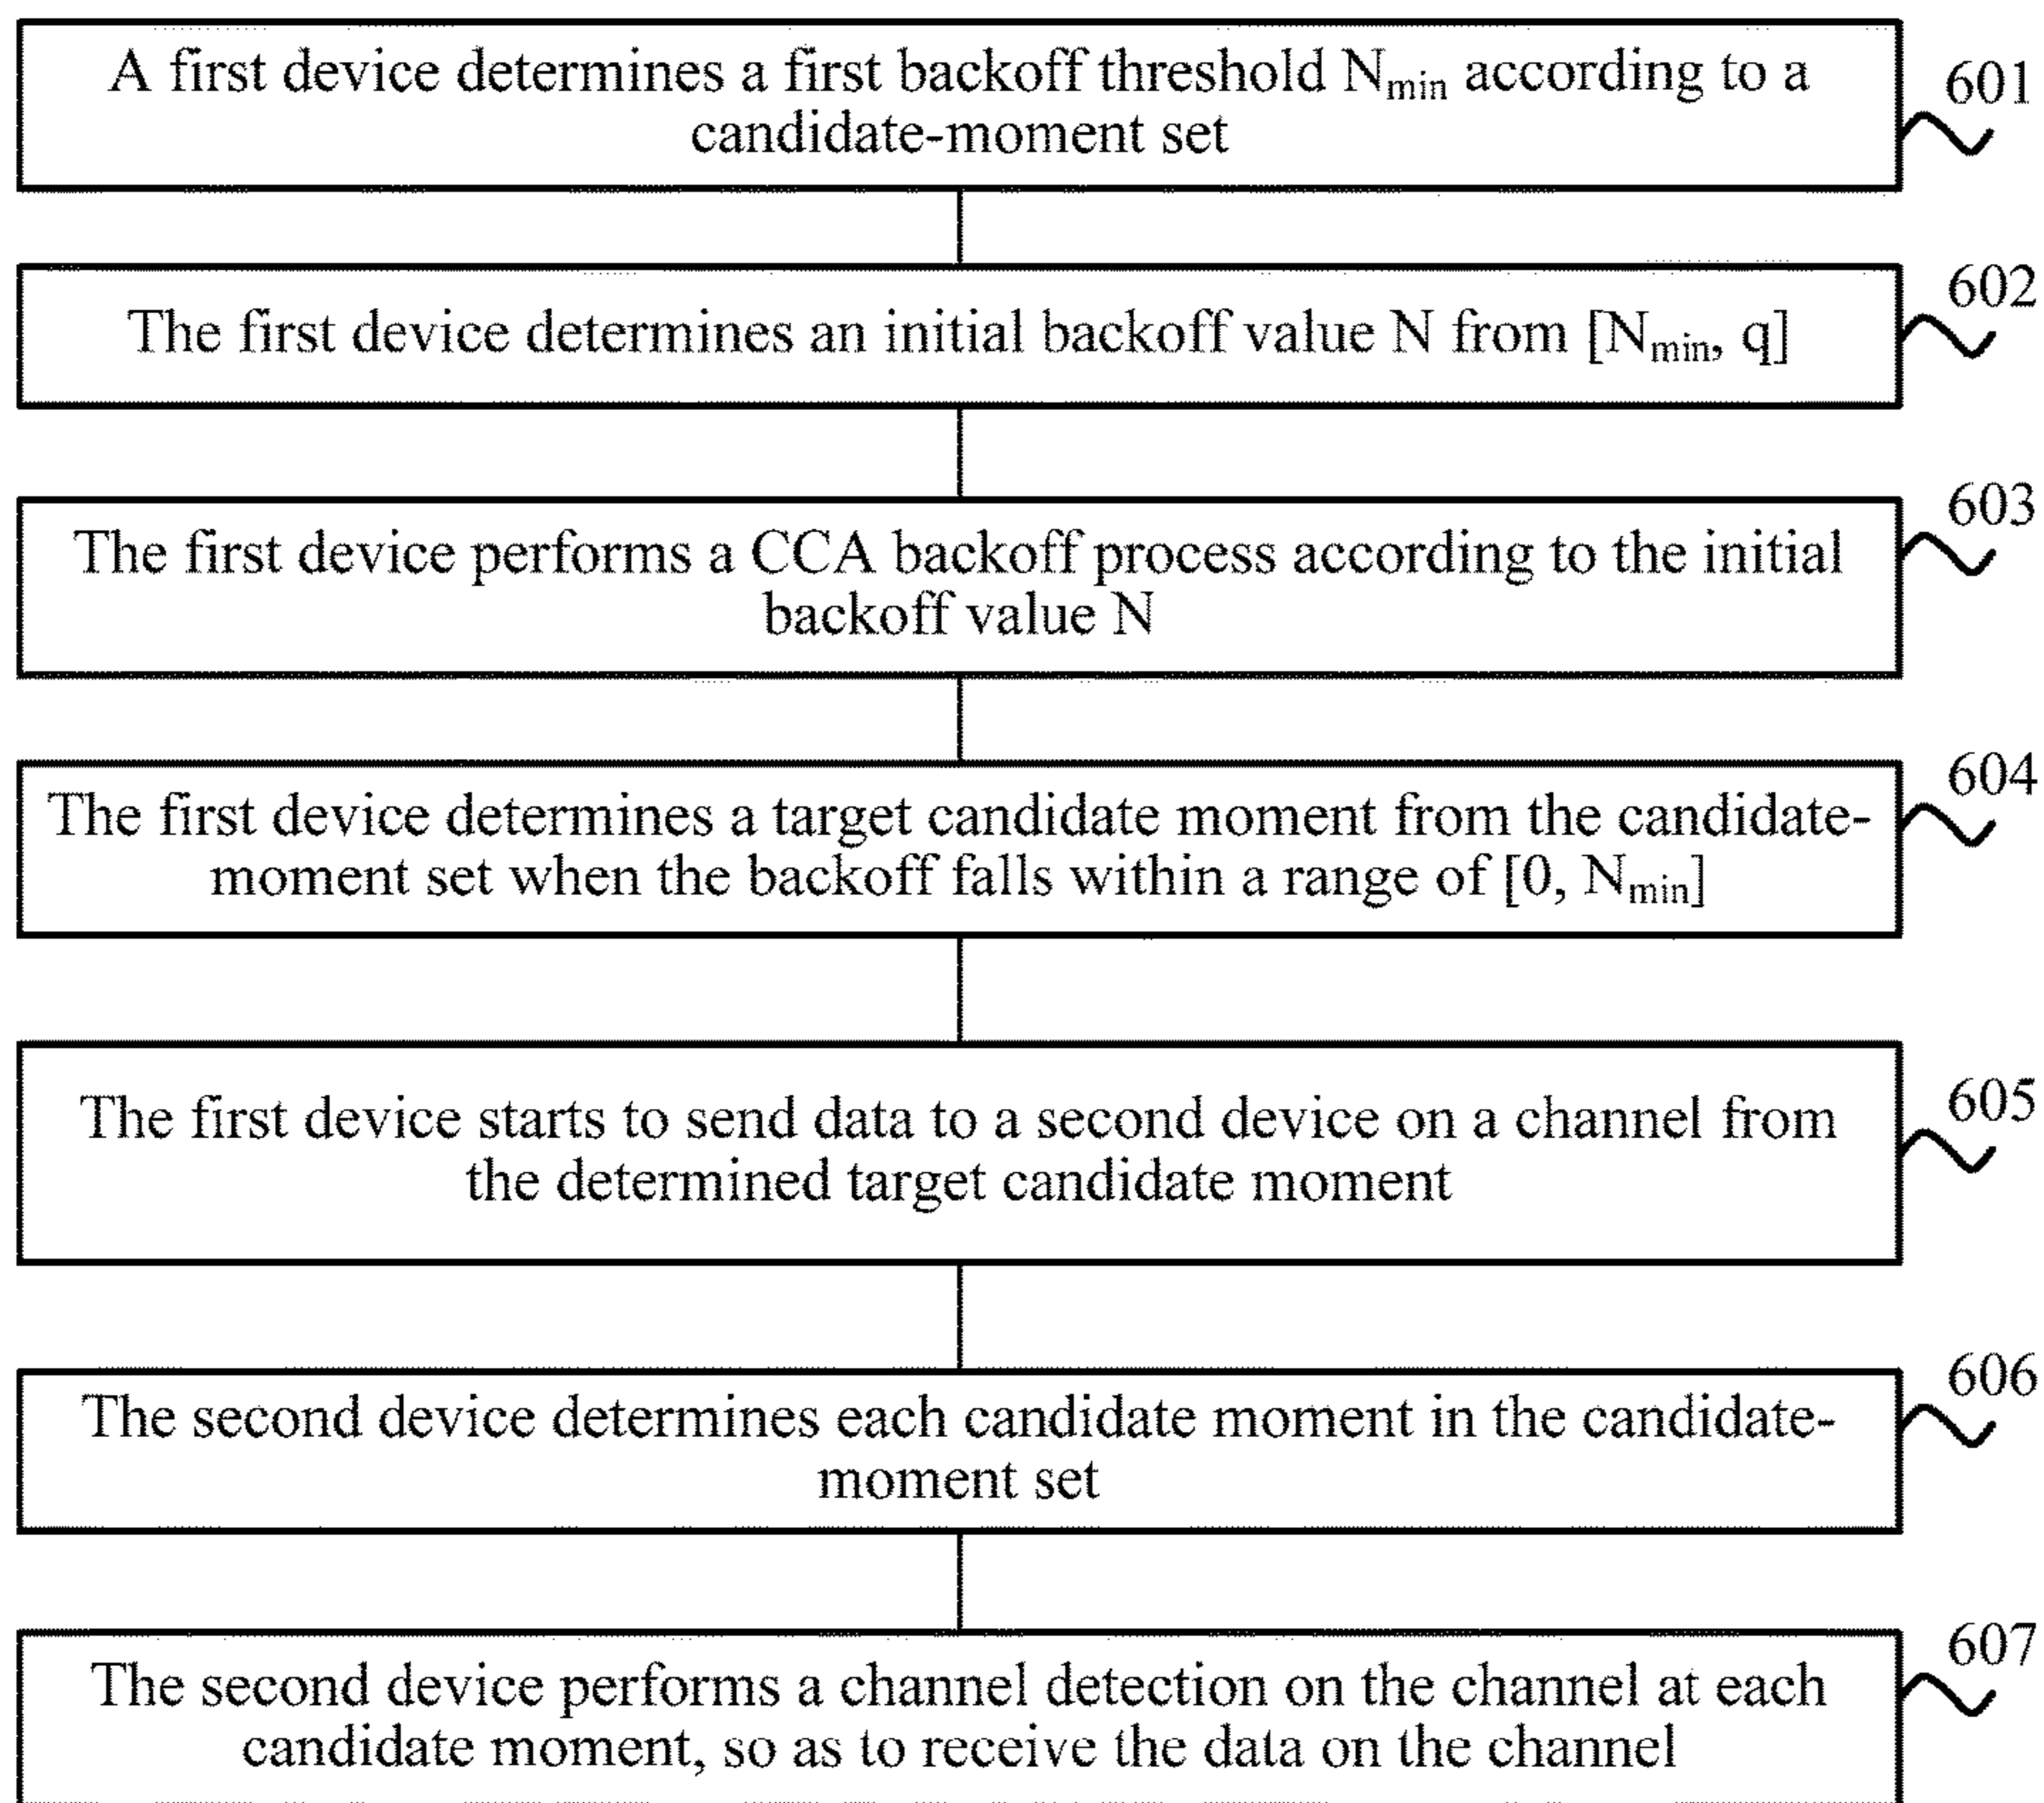 A first device determines a first backoff threshold Nmin according to a
candidate-moment set
601
The first device determines an initial backoff value N from [Nmin, q]
602
The first device performs a CCA backoff process according to the initial
backoff value N
603
The first device determines a target candidate moment from the candidate-
moment set when the backoff falls within a range of [0, Nmin]
604
The first device starts to send data to a second device on a channel from
the determined target candidate moment
605
The second device determines each candidate moment in the candidate-
moment set
606
The second device performs a channel detection on the channel at each
candidate moment, so as to receive the data on the channel
607